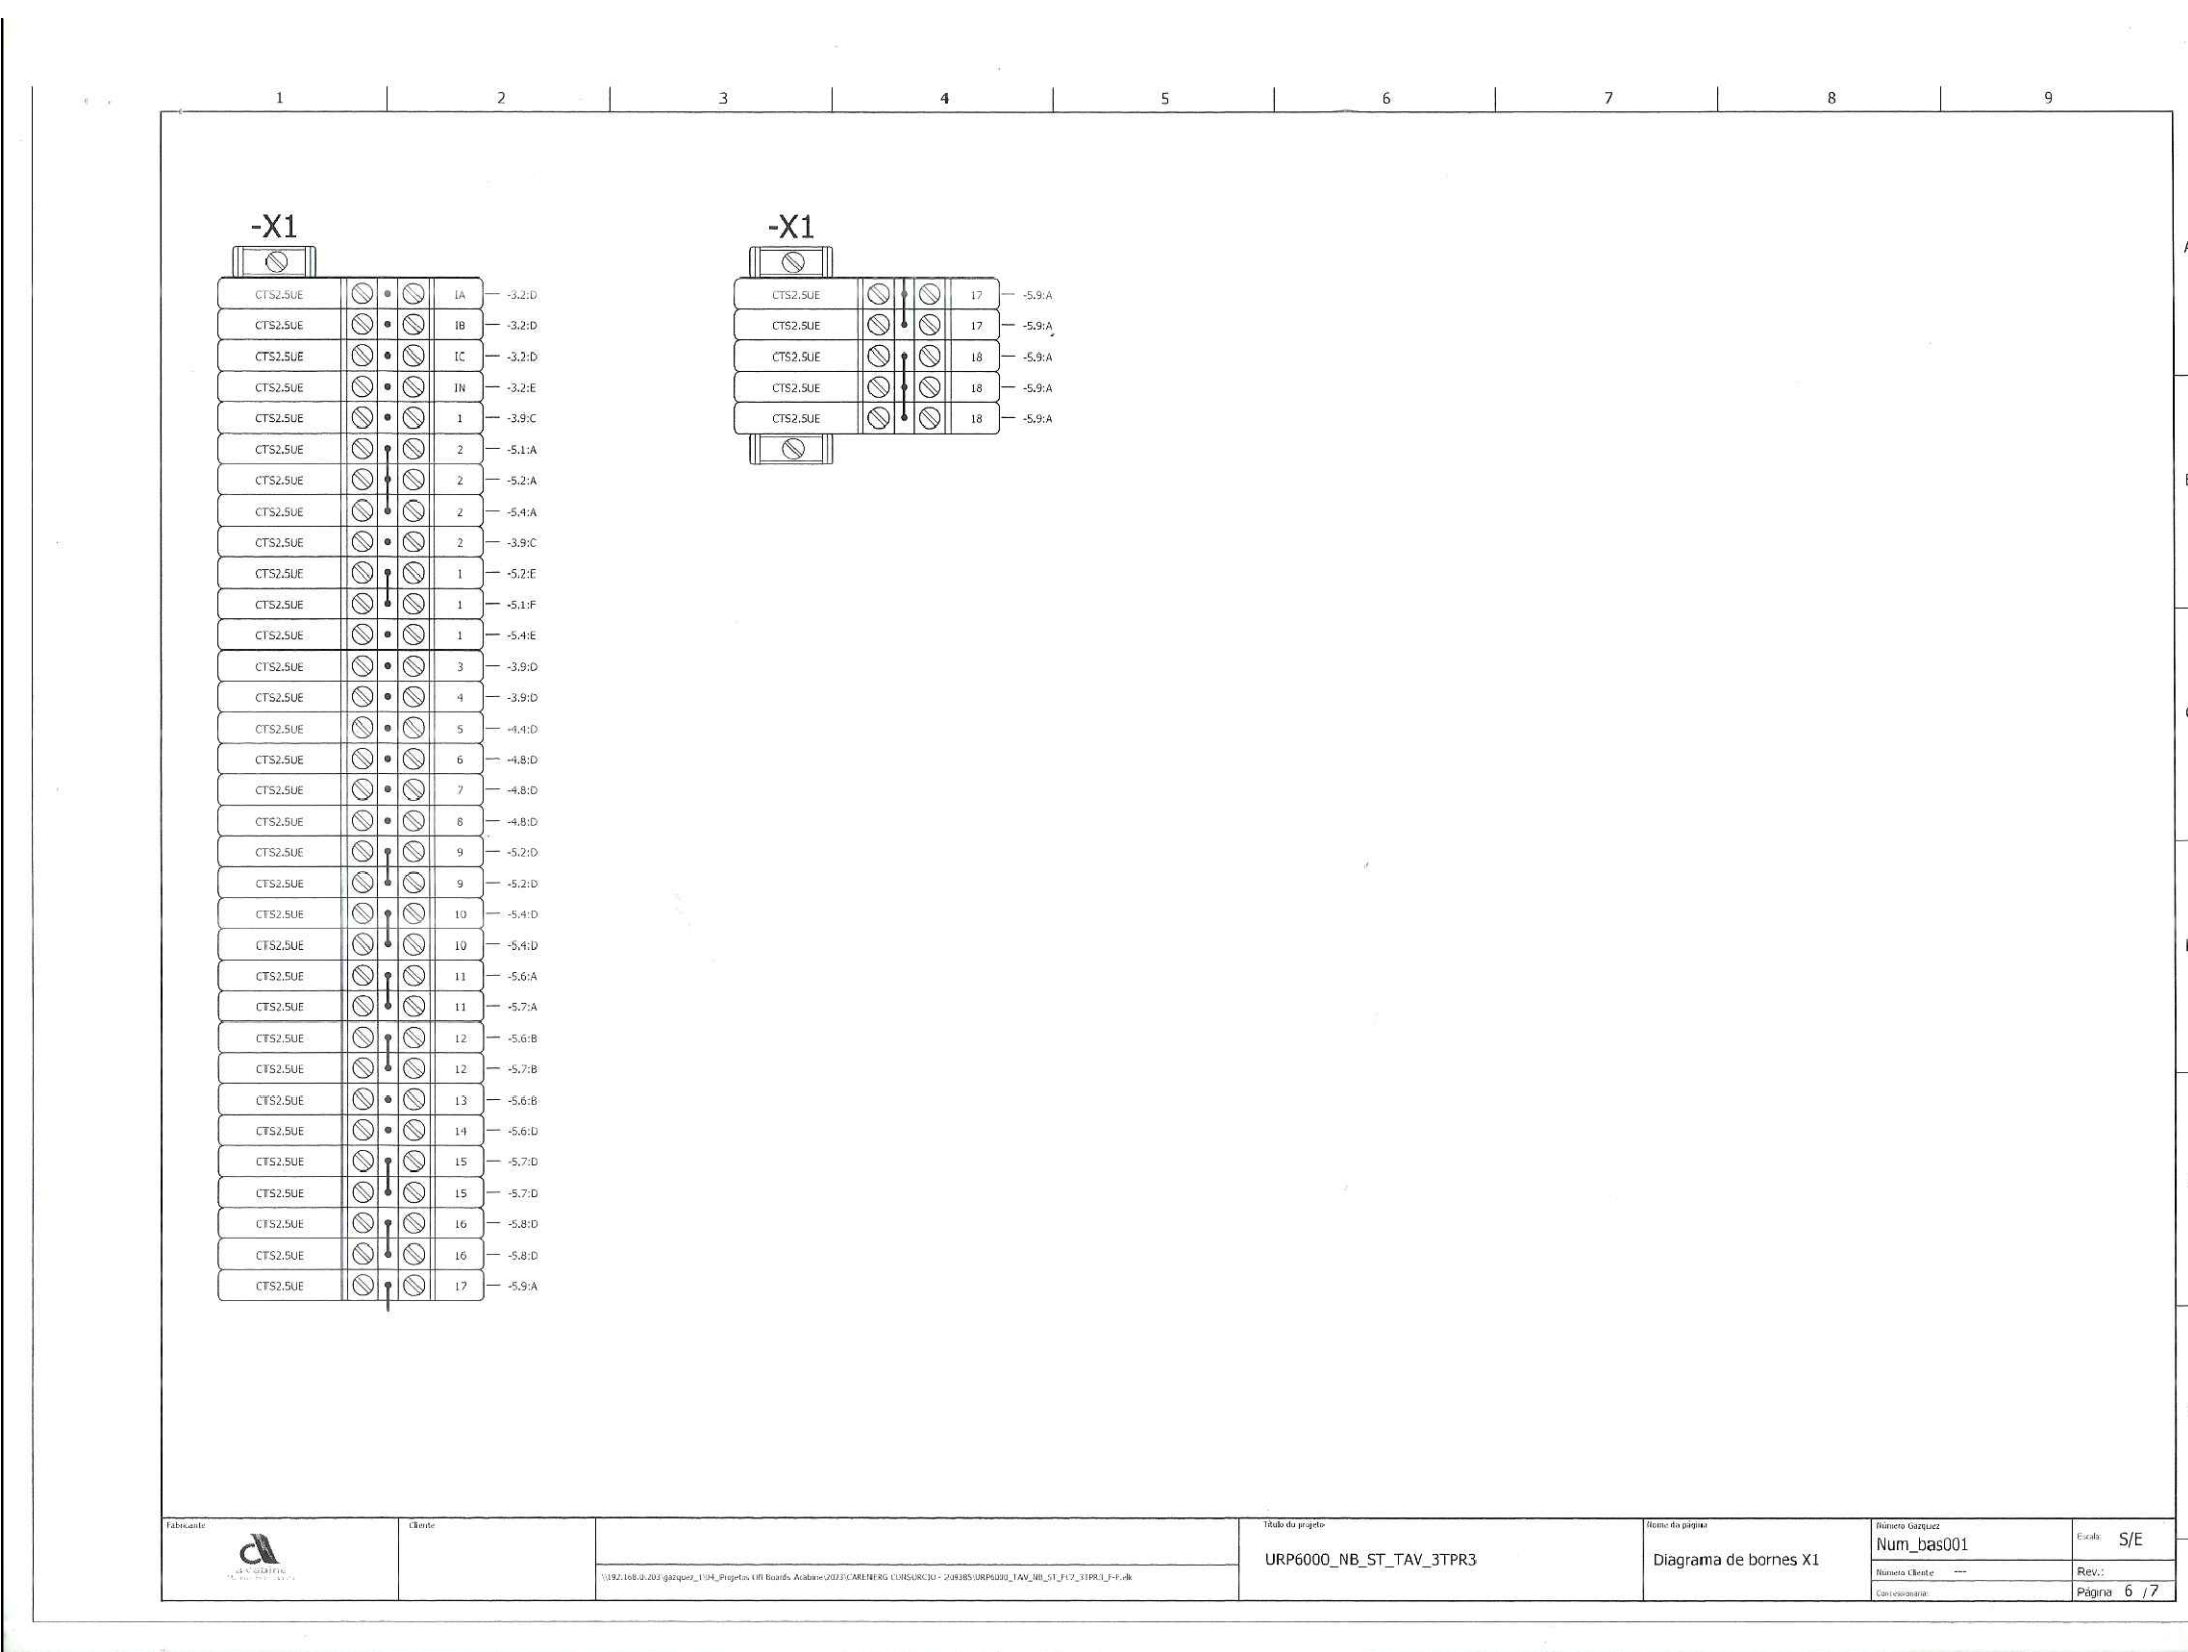 1 2 3 4 5 6 7 8 9
-X1
CTS2.5UE IA -3.2:D
CTS2.5UE IB -3.2:D
CTS2.5UE IC -3.2:D
CTS2.5UE IN -3.2:E
CTS2.5UE 1 -3.9:C
CTS2.5UE 2 -5.1:A
CTS2.5UE 2 -5.2:A
CTS2.5UE 2 -5.4:A
CTS2.5UE 2 -3.9:C
CTS2.5UE 1 -5.2:E
CTS2.5UE 1 -5.1:F
CTS2.5UE 1 -5.4:E
CTS2.5UE 3 -3.9:D
CTS2.5UE 4 -3.9:D
CTS2.5UE 5 -4.4:D
CTS2.5UE 6 -4.8:D
CTS2.5UE 7 -4.8:D
CTS2.5UE 8 -4.8:D
CTS2.5UE 9 -5.2:D
CTS2.5UE 9 -5.2:D
CTS2.5UE 10 -5.4:D
CTS2.5UE 10 -5.4:D
CTS2.5UE 11 -5.6:A
CTS2.5UE 11 -5.7:A
CTS2.5UE 12 -5.6:B
CTS2.5UE 12 -5.7:B
CTS2.5UE 13 -5.6:B
CTS2.5UE 14 -5.6:D
CTS2.5UE 15 -5.7:D
CTS2.5UE 15 -5.7:D
CTS2.5UE 16 -5.8:D
CTS2.5UE 16 -5.8:D
CTS2.5UE 17 -5.9:A
-X1
CTS2.5UE 17 -5.9:A
CTS2.5UE 17 -5.9:A
CTS2.5UE 18 -5.9:A
CTS2.5UE 18 -5.9:A
CTS2.5UE 18 -5.9:A
Fabricante
a cabine
Cliente
Título do projeto
URP6000_NB_ST_TAV_3TPR3
Nome da página
Diagrama de bornes X1
Número Gazquez
Num_bas001
Número Cliente ---
Concessionária:
Escala: S/E
Rev.:
Página 6 / 7